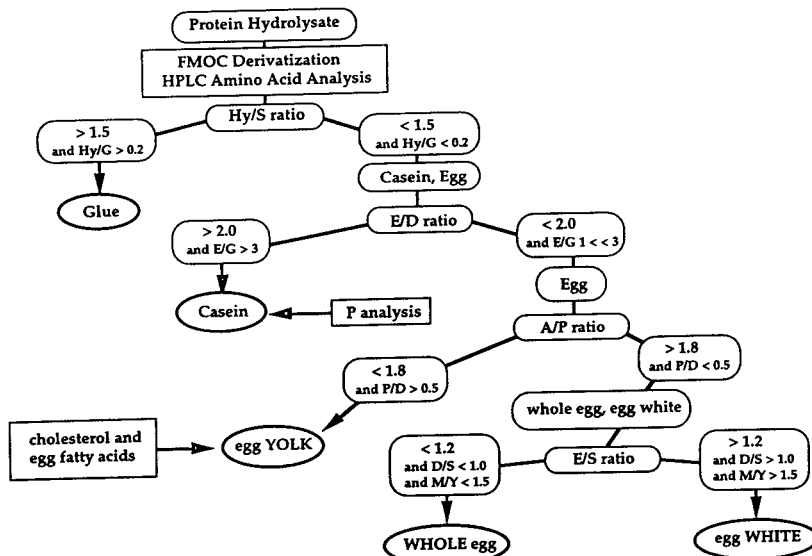 Protein Hydrolysate
FMOC Derivatization
HPLC Amino Acid Analysis
Hy/S ratio
> 1.5
and Hy/G > 0.2
< 1.5
and Hy/G < 0.2
Glue
Casein, Egg
E/D ratio
> 2.0
and E/G > 3
< 2.0
and E/G 1 < < 3
Casein
P analysis
Egg
A/P ratio
< 1.8
and P/D > 0.5
> 1.8
and P/D < 0.5
cholesterol and
egg fatty acids
egg YOLK
whole egg, egg white
E/S ratio
< 1.2
and D/S < 1.0
and M/Y < 1.5
> 1.2
and D/S > 1.0
and M/Y > 1.5
WHOLE egg
egg WHITE